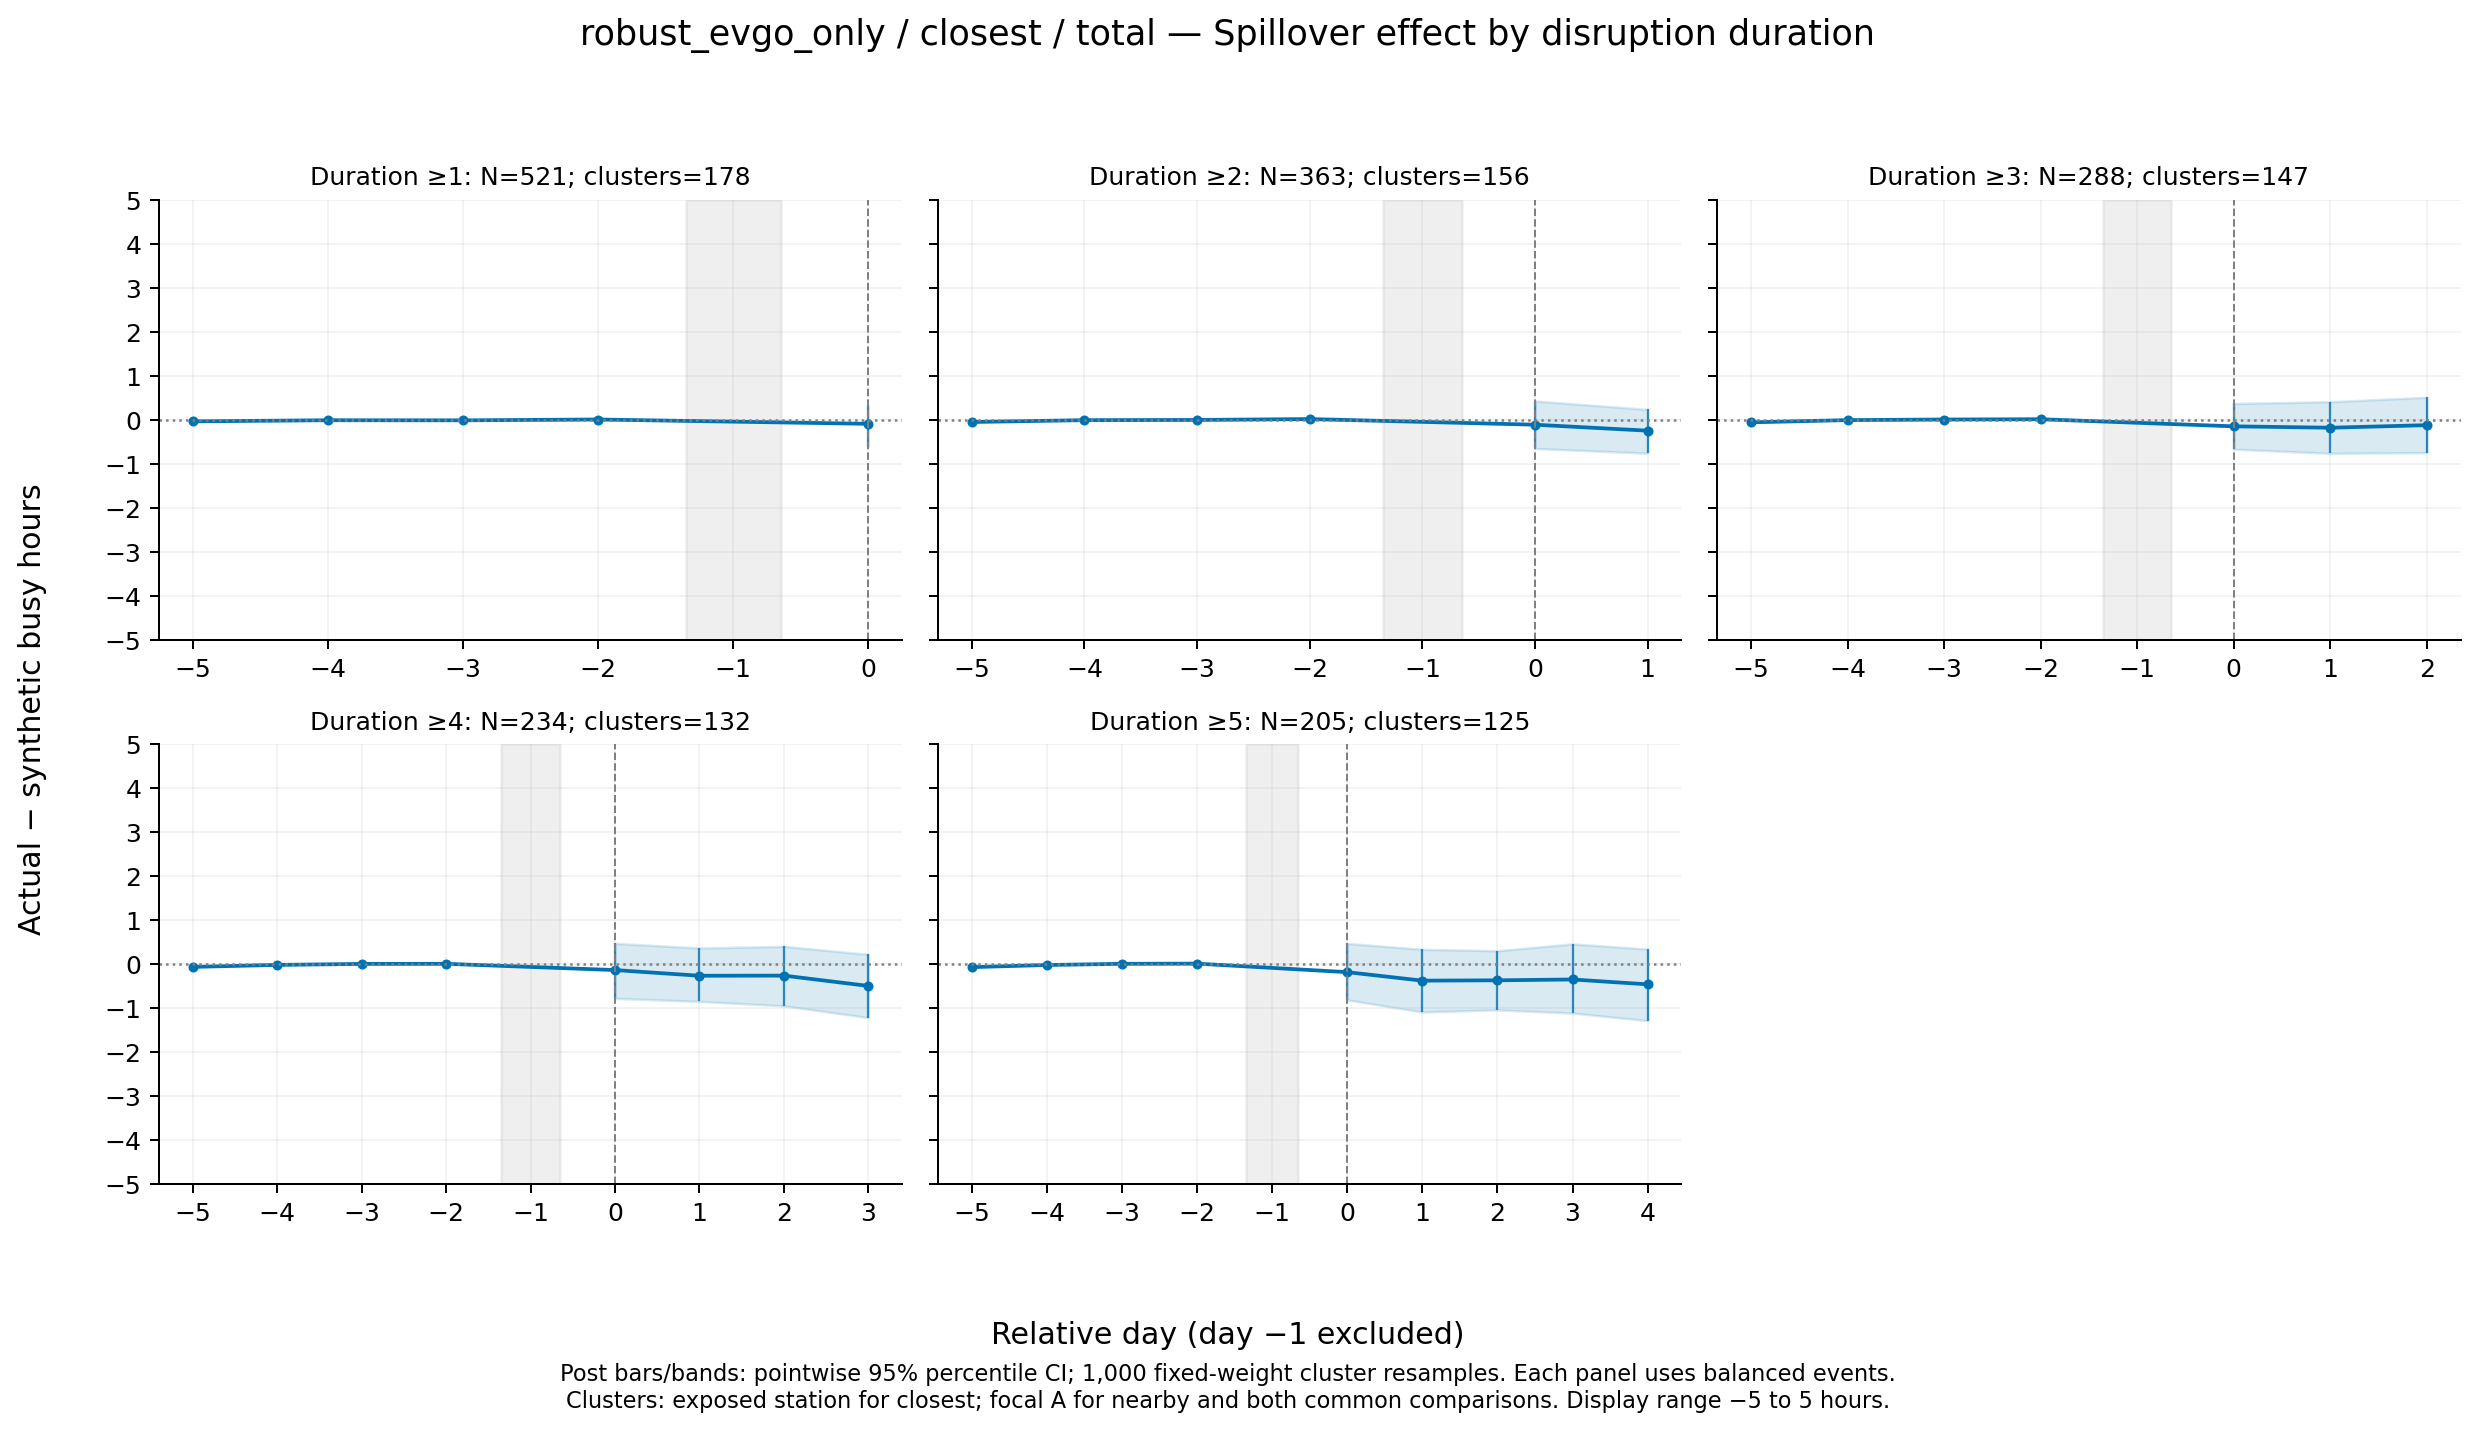 robust_evgo_only / closest / total — Spillover effect by disruption duration
Duration ≥1: N=521; clusters=178
Duration ≥2: N=363; clusters=156
Duration ≥3: N=288; clusters=147
5
4
3
2
1
0
−1
−2
−3
−4
−5
−5 −4 −3 −2 −1 0
−5 −4 −3 −2 −1 0 1
−5 −4 −3 −2 −1 0 1 2
Actual − synthetic busy hours
Duration ≥4: N=234; clusters=132
Duration ≥5: N=205; clusters=125
5
4
3
2
1
0
−1
−2
−3
−4
−5
−5 −4 −3 −2 −1 0 1 2 3
−5 −4 −3 −2 −1 0 1 2 3 4
Relative day (day −1 excluded)
Post bars/bands: pointwise 95% percentile CI; 1,000 fixed-weight cluster resamples. Each panel uses balanced events.
Clusters: exposed station for closest; focal A for nearby and both common comparisons. Display range −5 to 5 hours.